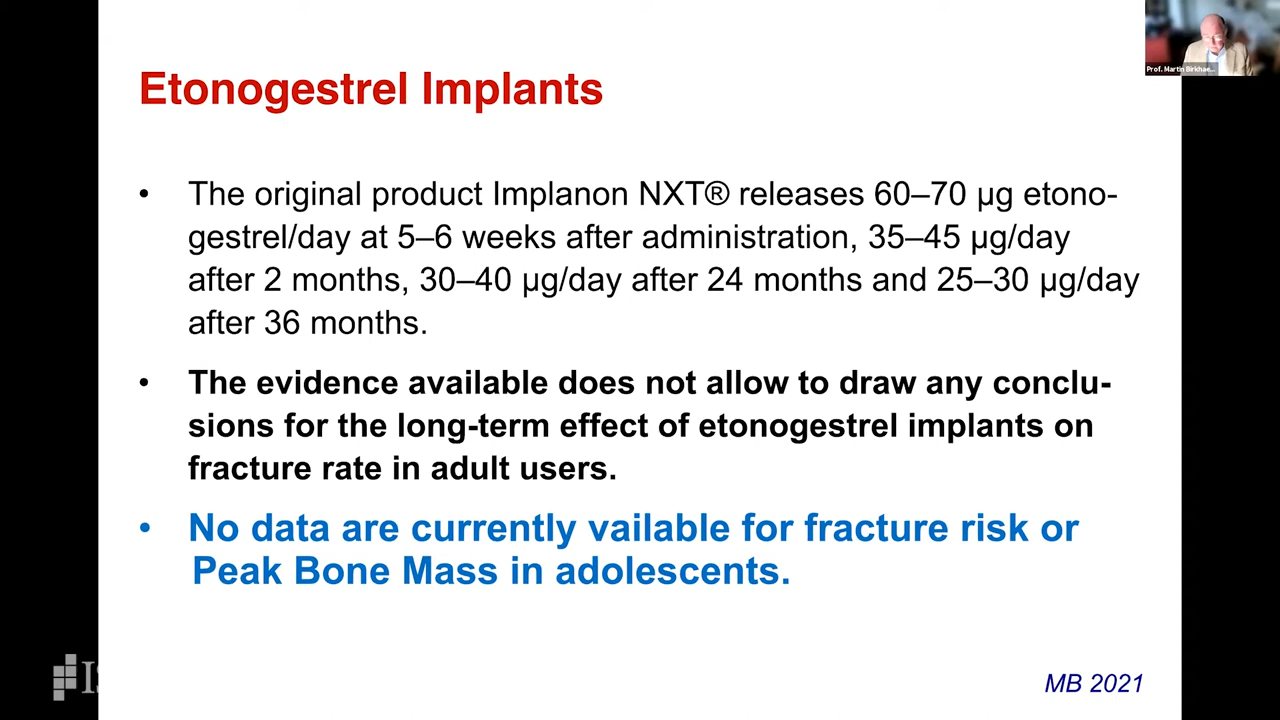 Prof. Martin Birkhae...
Etonogestrel Implants
• The original product Implanon NXT® releases 60–70 µg etono-
gestrel/day at 5–6 weeks after administration, 35–45 µg/day
after 2 months, 30–40 µg/day after 24 months and 25–30 µg/day
after 36 months.
• The evidence available does not allow to draw any conclu-
sions for the long-term effect of etonogestrel implants on
fracture rate in adult users.
• No data are currently vailable for fracture risk or
Peak Bone Mass in adolescents.
MB 2021